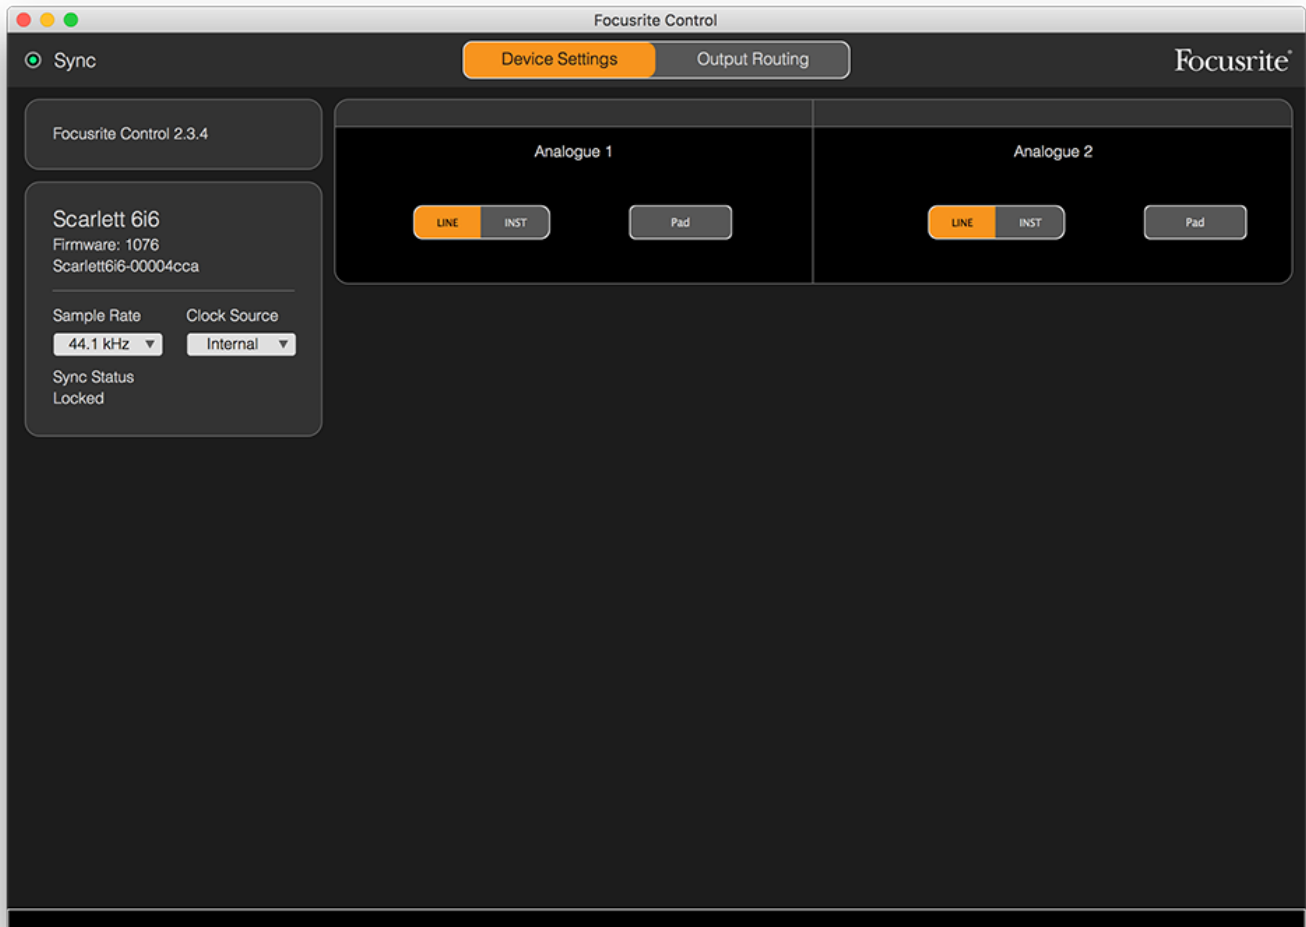 Focusrite Control
Sync
Device Settings
Output Routing
Focusrite
Focusrite Control 2.3.4
Scarlett 6i6
Firmware: 1076
Scarlett6i6-00004cca
Sample Rate
Clock Source
44.1 kHz
Internal
Sync Status
Locked
Analogue 1
LINE
INST
Pad
Analogue 2
LINE
INST
Pad